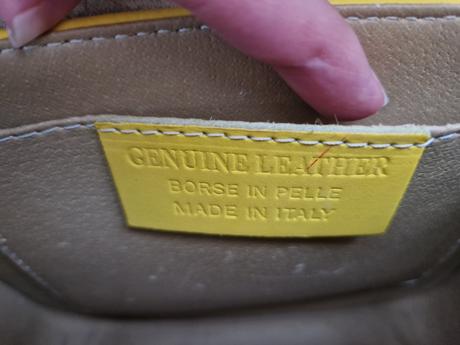 GENUINE LEATHER
BORSE IN PELLE
MADE IN ITALY